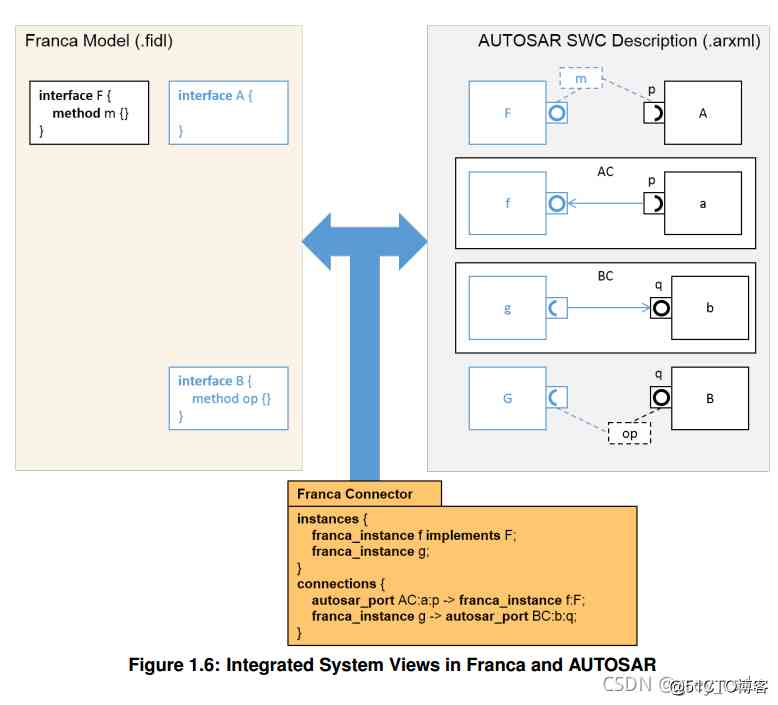 Franca Model (.fidl)
interface F {
method m {}
}
interface A {
}
interface B {
method op {}
}
AUTOSAR SWC Description (.arxml)
m
p
F
A
AC
p
f
a
BC
q
g
b
q
G
B
op
Franca Connector
instances {
franca_instance f implements F;
franca_instance g;
}
connections {
autosar_port AC:a:p -> franca_instance f:F;
franca_instance g -> autosar_port BC:b:q;
}
Figure 1.6: Integrated System Views in Franca and AUTOSAR
CSDN
@51CTO博客